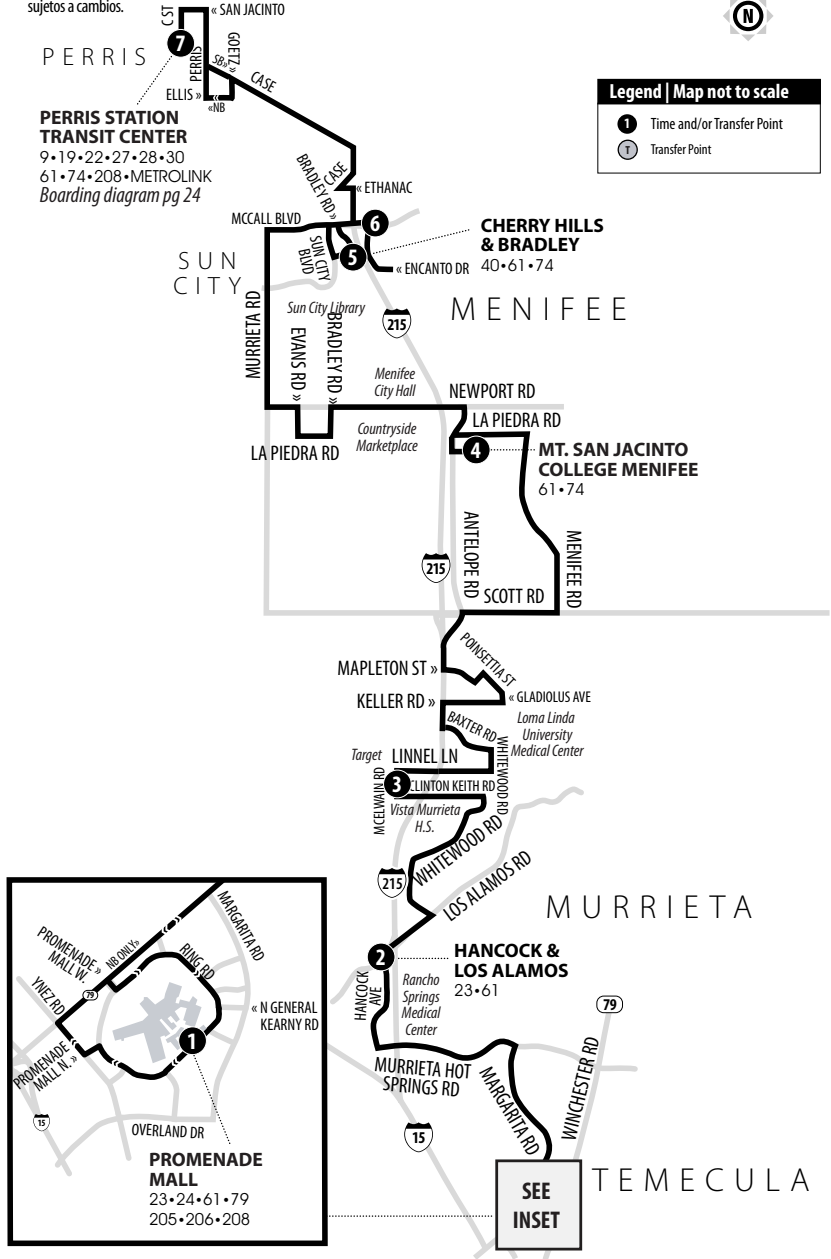 sujetos a cambios.
C ST
« SAN JACINTO
N
7
PERRIS
PERRIS
SB»
GOETZ »
CASE
ELLIS »
«NB
PERRIS STATION
TRANSIT CENTER
9•19•22•27•28•30
61•74•208•METROLINK
Boarding diagram pg 24
Legend | Map not to scale
1 Time and/or Transfer Point
T Transfer Point
BRADLEY RD »
CASE
« ETHANAC
MCCALL BLVD
6
SUN CITY
BLVD
5
« ENCANTO DR
CHERRY HILLS
& BRADLEY
40•61•74
SUN
CITY
MENIFEE
MURRIETA RD
Sun City Library
215
EVANS RD »
BRADLEY RD »
Menifee
City Hall
NEWPORT RD
LA PIEDRA RD
Countryside
Marketplace
LA PIEDRA RD
4
MT. SAN JACINTO
COLLEGE MENIFEE
61•74
215
ANTELOPE RD
MENIFEE RD
SCOTT RD
POINSETTIA ST
MAPLETON ST »
KELLER RD »
« GLADIOLUS AVE
Loma Linda
University
Medical Center
BAXTER RD
WHITEWOOD RD
Target
LINNEL LN
MCELWAIN RD
3
CLINTON KEITH RD
Vista Murrieta
H.S.
WHITEWOOD RD
215
LOS ALAMOS RD
MURRIETA
2
HANCOCK &
LOS ALAMOS
23•61
HANCOCK
AVE
Rancho
Springs
Medical
Center
79
MURRIETA HOT
SPRINGS RD
MARGARITA RD
WINCHESTER RD
15
SEE
INSET
TEMECULA
MARGARITA RD
PROMENADE
MALL W. »
NB ONLY»
RING RD
YNEZ RD
79
« N GENERAL
KEARNY RD
1
PROMENADE
MALL N. »
15
OVERLAND DR
PROMENADE
MALL
23•24•61•79
205•206•208